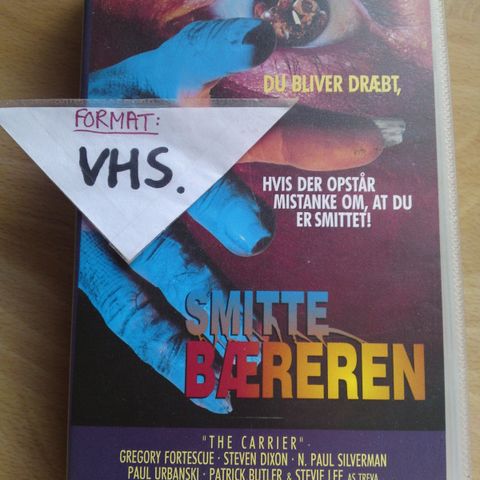 DU BLIVER DRÆBT,
FORMAT:
VHS.
HVIS DER OPSTÅR
MISTANKE OM, AT DU
ER SMITTET!
SMITTE
BÆREREN
"THE CARRIER"
GREGORY FORTESCUE · STEVEN DIXON · N. PAUL SILVERMAN
PAUL URBANSKI · PATRICK BUTLER & STEVIE LEE AS TREVA